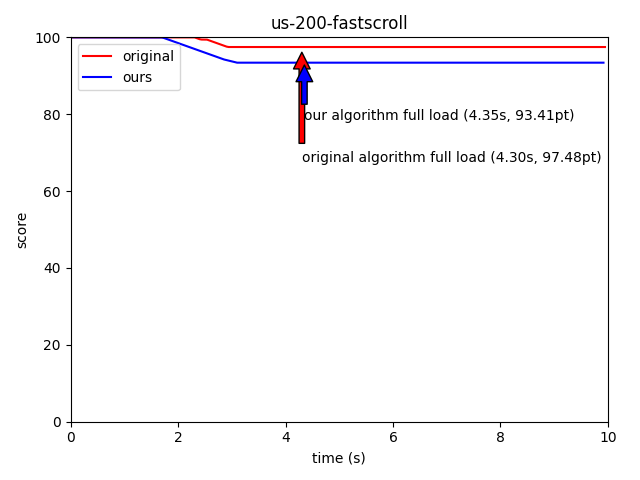 us-200-fastscroll
original
ours
our algorithm full load (4.35s, 93.41pt)
original algorithm full load (4.30s, 97.48pt)
score
100
80
60
40
20
0
0 2 4 6 8 10
time (s)